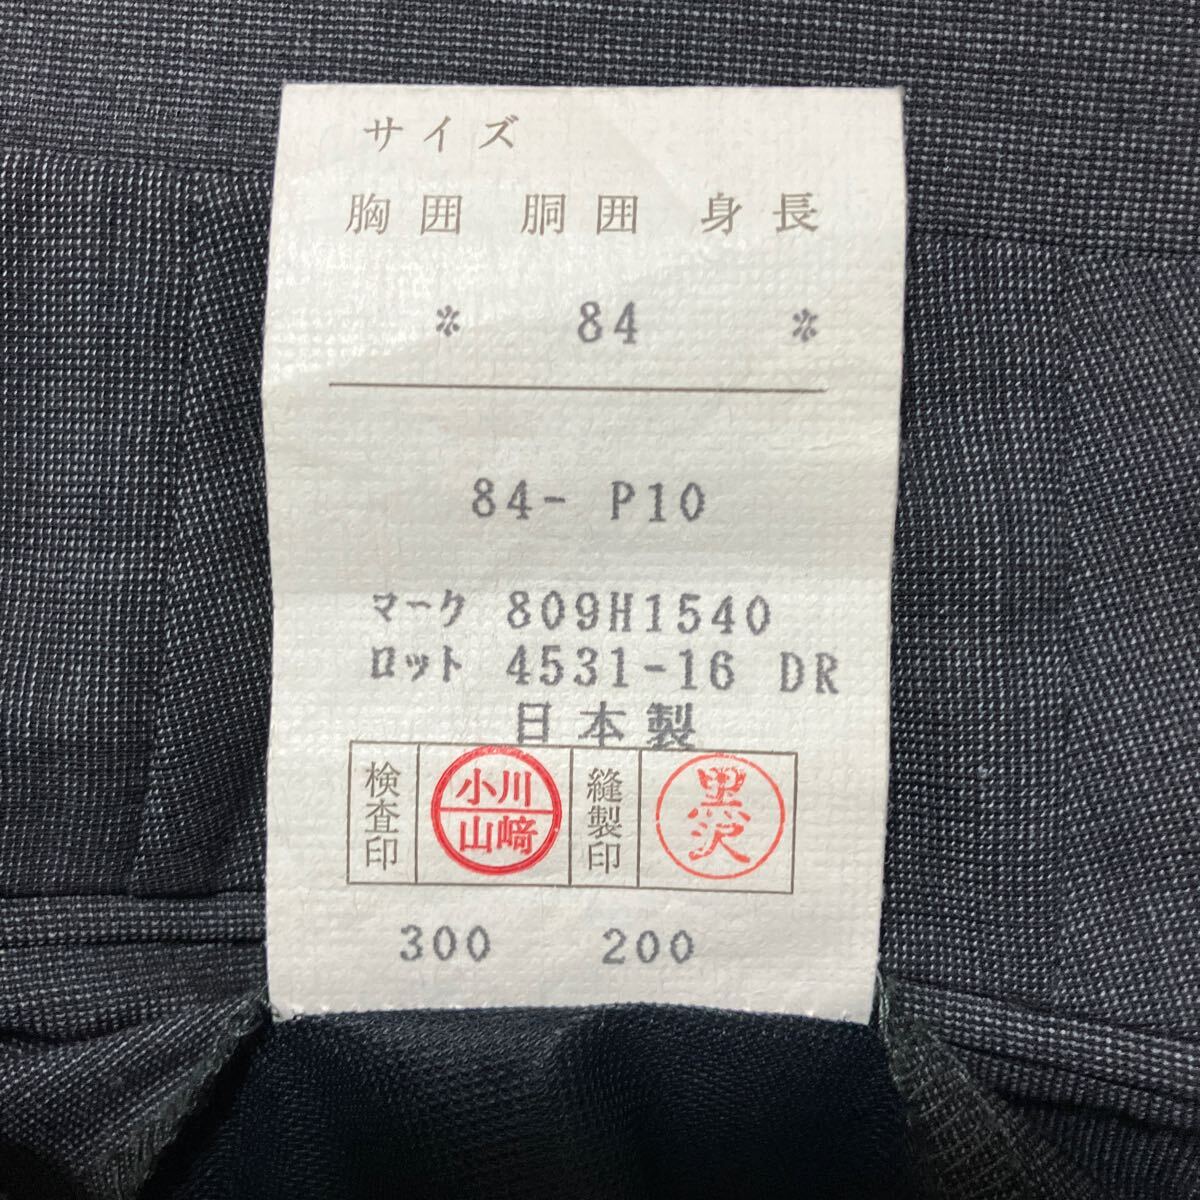 サイズ
胸囲 胴囲 身長
* 84 *
84- P10
マーク 809H1540
ロット 4531-16 DR
日本製
検査印 小川 山﨑 縫製印 黒沢
300 200